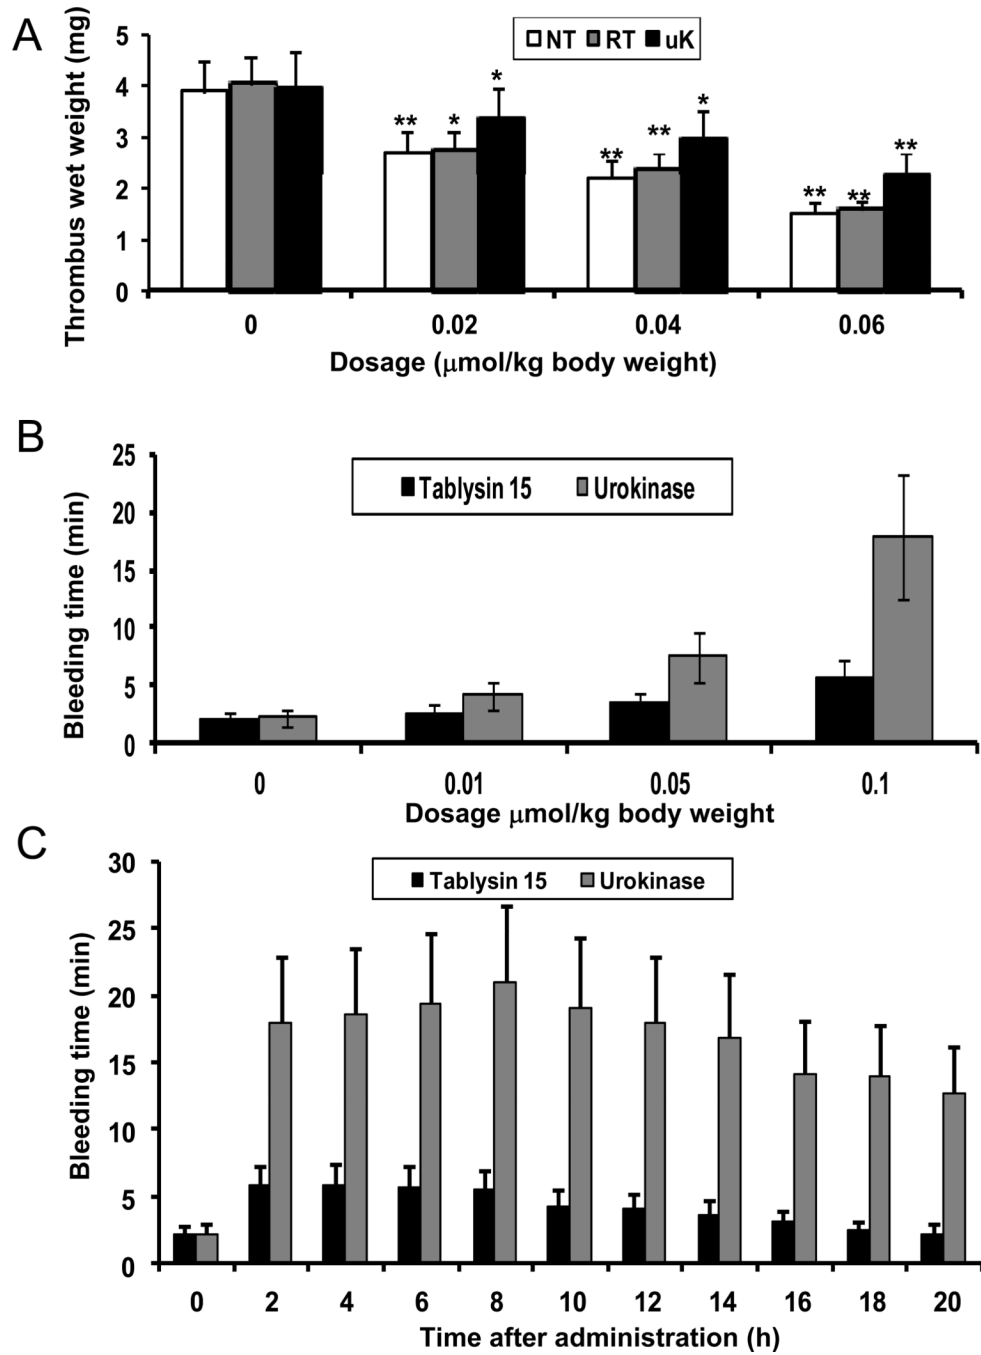 A
NT RT uK
Thrombus wet weight (mg)
5
4
3
2
1
0
** * *
** ** *
** ** **
0 0.02 0.04 0.06
Dosage (μmol/kg body weight)
B
Tablysin 15 Urokinase
Bleeding time (min)
25
20
15
10
5
0
0 0.01 0.05 0.1
Dosage μmol/kg body weight
C
Tablysin 15 Urokinase
Bleeding time (min)
30
25
20
15
10
5
0
0 2 4 6 8 10 12 14 16 18 20
Time after administration (h)